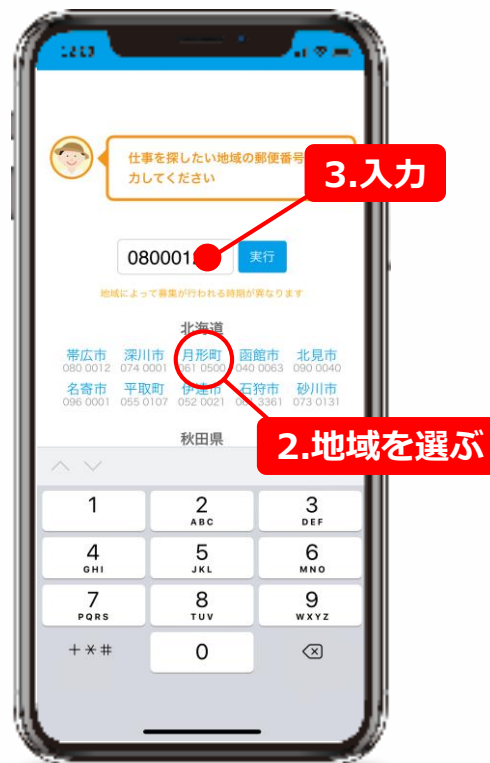 12:03
仕事を探したい地域の郵便番号
力してください
3.入力
080001
実行
地域によって募集が行われる時期が異なります
北海道
帯広市 深川市 月形町 函館市 北見市
080 0012 074 0001 061 0500 040 0063 090 0040
名寄市 平取町 伊達市 石狩市 砂川市
096 0001 055 0107 052 0021 3361 073 0131
秋田県
2.地域を選ぶ
1 2 3
ABC DEF
4 5 6
GHI JKL MNO
7 8 9
PQRS TUV WXYZ
+*# 0